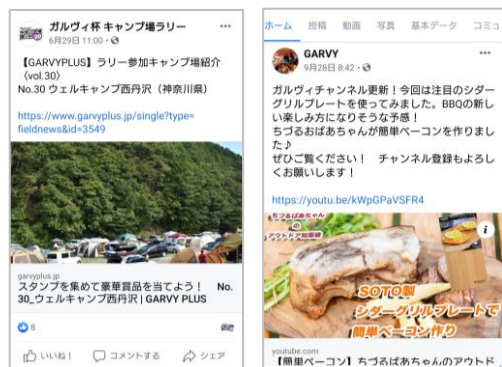 ガルヴィ杯 キャンプ場ラリー
6月29日 11:00
【GARVYPLUS】ラリー参加キャンプ場紹介
〈vol.30〉
No.30 ウェルキャンプ西丹沢（神奈川県）
https://www.garvyplus.jp/single?type=
fieldnews&id=3549
garvyplus.jp
スタンプを集めて豪華賞品を当てよう！　No.
30_ウェルキャンプ西丹沢 | GARVY PLUS
8
いいね！
コメントする
シェア
ホーム
投稿
動画
写真
基本データ
コミュ
GARVY
9月28日 8:42
ガルヴィチャンネル更新！今回は注目のシダー
グリルプレートを使ってみました。BBQの新し
い楽しみ方になりそうな予感！
ちづるおばあちゃんが簡単ベーコンを作りまし
た♪
ぜひご覧ください！　チャンネル登録もよろし
くお願いします！
https://youtu.be/kWpGPaVSFR4
ちづるばあちゃん
の
アウトドア知恵袋
SOTO製
シダーグリルプレートで
簡単ベーコン作り
youtube.com
【簡単ベーコン】ちづるばあちゃんのアウトド